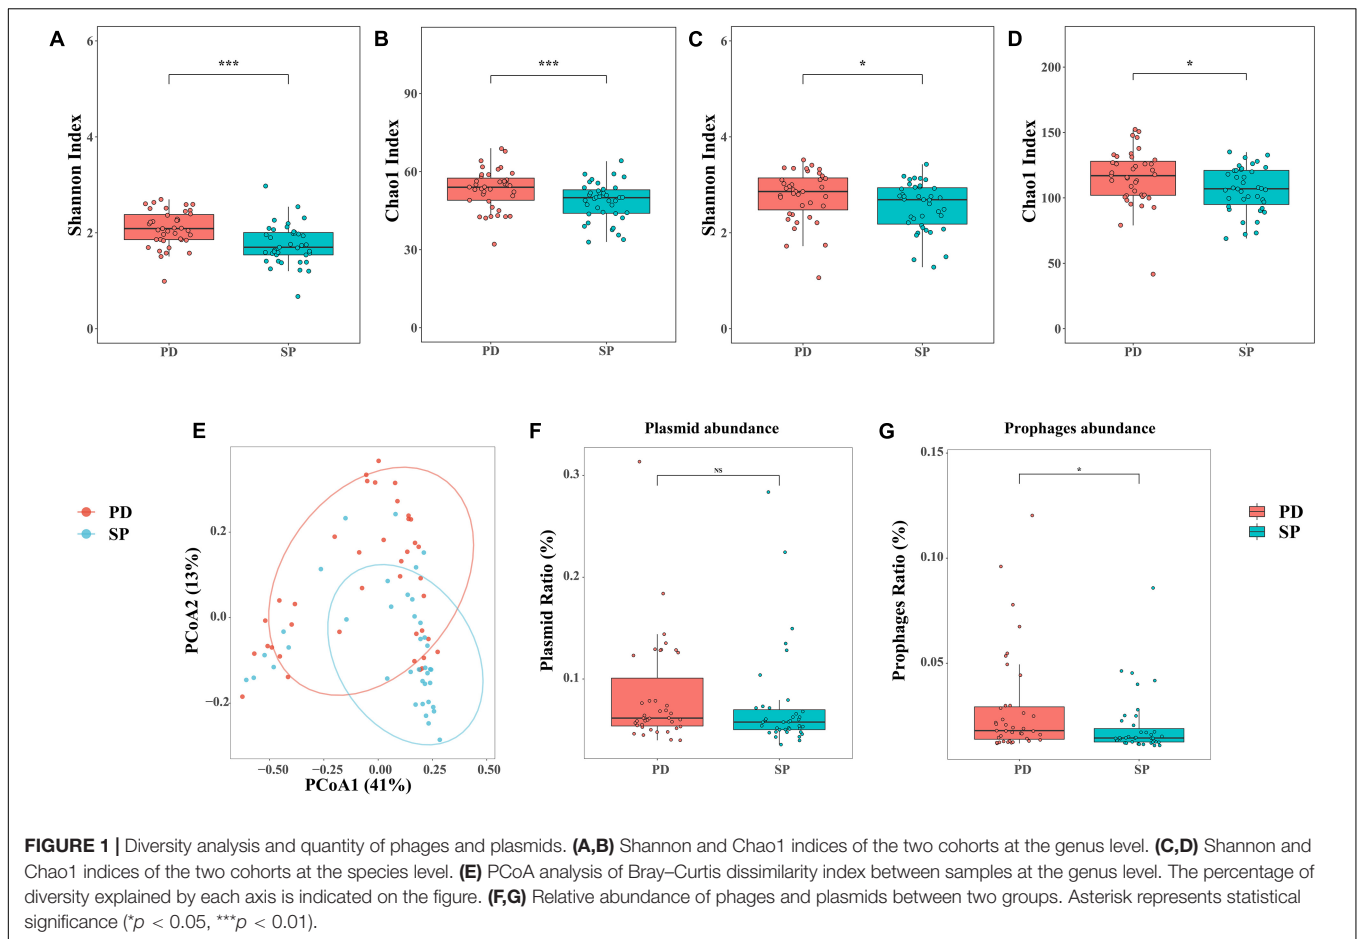 A
B
C
D
6
4
2
0
Shannon Index
***
PD
SP
90
60
30
0
Chao1 Index
***
PD
SP
6
4
2
0
Shannon Index
*
PD
SP
200
150
100
50
0
Chao1 Index
*
PD
SP
E
PD
SP
0.2
0.0
−0.2
PCoA2 (13%)
−0.50
−0.25
0.00
0.25
0.50
PCoA1 (41%)
F
Plasmid abundance
0.3
0.2
0.1
Plasmid Ratio (%)
NS
PD
SP
G
Prophages abundance
0.15
0.10
0.05
Prophages Ratio (%)
*
PD
SP
PD
SP
FIGURE 1 | Diversity analysis and quantity of phages and plasmids. (A,B) Shannon and Chao1 indices of the two cohorts at the genus level. (C,D) Shannon and
Chao1 indices of the two cohorts at the species level. (E) PCoA analysis of Bray–Curtis dissimilarity index between samples at the genus level. The percentage of
diversity explained by each axis is indicated on the figure. (F,G) Relative abundance of phages and plasmids between two groups. Asterisk represents statistical
significance (*p < 0.05, ***p < 0.01).